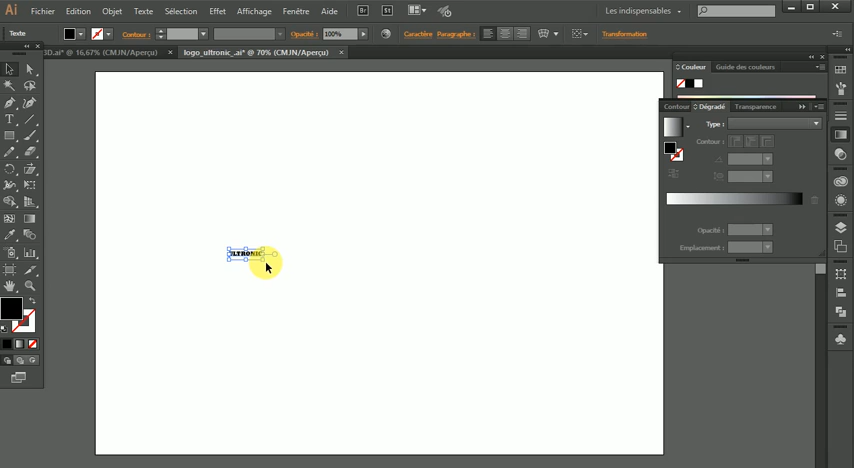 Ai Fichier Edition Objet Texte Sélection Effet Affichage Fenêtre Aide Br St Les indispensables
Texte Contour : Opacité : 100% Caractère Paragraphe : Transformation
3D.ai* @ 16,67% (CMJN/Aperçu) × logo_ultronic_.ai* @ 70% (CMJN/Aperçu) ×
Couleur Guide des couleurs
Contour Dégradé Transparence
Type :
Contour :
Opacité :
Emplacement :
ULTRONIC